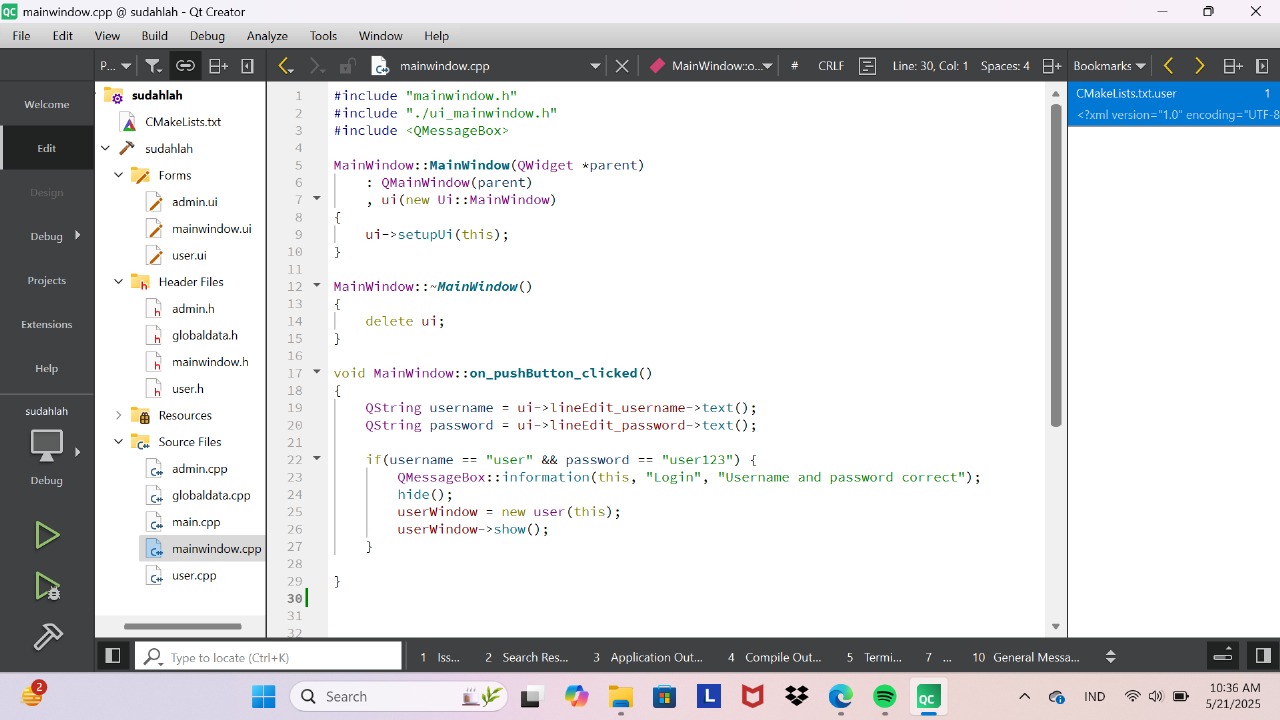 QC mainwindow.cpp @ sudahlah - Qt Creator
File Edit View Build Debug Analyze Tools Window Help
P... mainwindow.cpp MainWindow::o... # CRLF Line: 30, Col: 1 Spaces: 4 Bookmarks
Welcome
Edit
Design
Debug
Projects
Extensions
Help
sudahlah
Debug
sudahlah
CMakeLists.txt
sudahlah
Forms
admin.ui
mainwindow.ui
user.ui
Header Files
admin.h
globaldata.h
mainwindow.h
user.h
Resources
Source Files
admin.cpp
globaldata.cpp
main.cpp
mainwindow.cpp
user.cpp
1 #include "mainwindow.h"
2 #include "./ui_mainwindow.h"
3 #include <QMessageBox>
4
5 MainWindow::MainWindow(QWidget *parent)
6     : QMainWindow(parent)
7     , ui(new Ui::MainWindow)
8 {
9     ui->setupUi(this);
10 }
11
12 MainWindow::~MainWindow()
13 {
14     delete ui;
15 }
16
17 void MainWindow::on_pushButton_clicked()
18 {
19     QString username = ui->lineEdit_username->text();
20     QString password = ui->lineEdit_password->text();
21
22     if(username == "user" && password == "user123") {
23         QMessageBox::information(this, "Login", "Username and password correct");
24         hide();
25         userWindow = new user(this);
26         userWindow->show();
27     }
28
29 }
30
31
32
CMakeLists.txt.user 1
<?xml version="1.0" encoding="UTF-8
Type to locate (Ctrl+K) 1 Iss... 2 Search Res... 3 Application Out... 4 Compile Out... 5 Termi... 7 ... 10 General Messa...
2 Search L QC IND 10:36 AM
5/21/2025